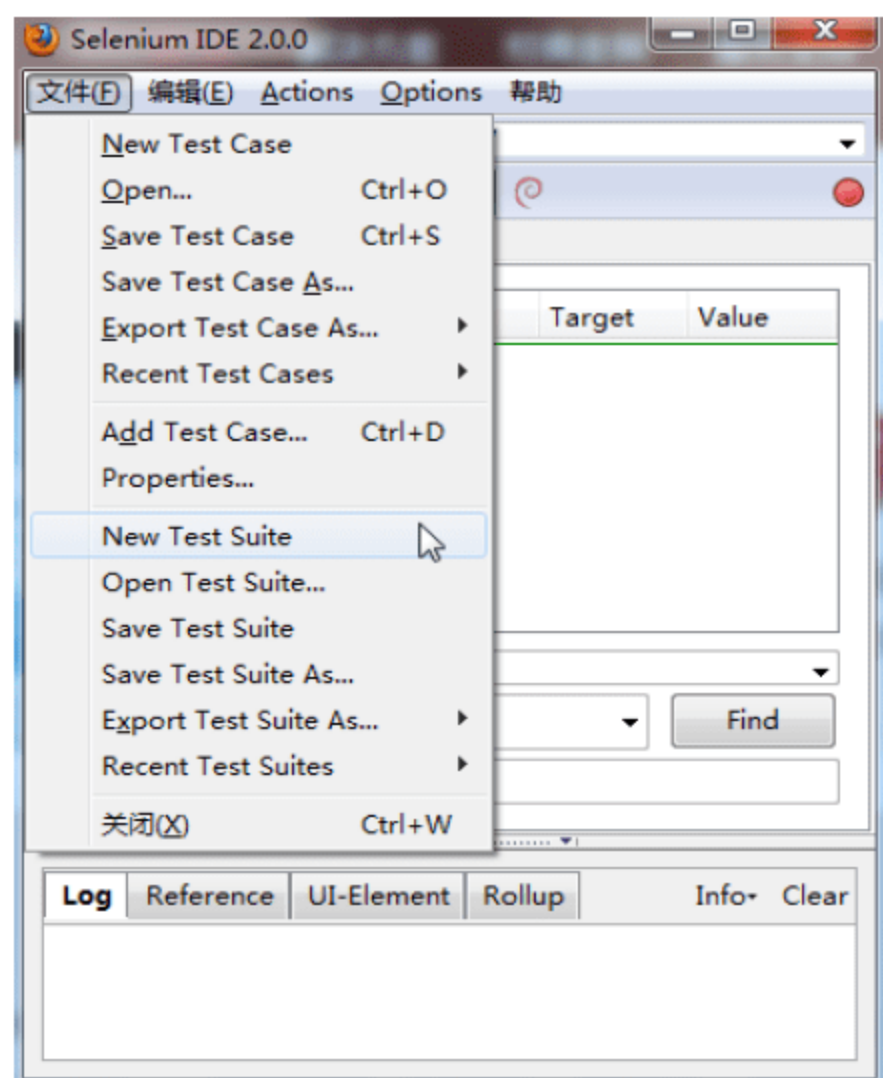 Selenium IDE 2.0.0
文件(F) 编辑(E) Actions Options 帮助
New Test Case
Open... Ctrl+O
Save Test Case Ctrl+S
Save Test Case As...
Export Test Case As...
Target Value
Recent Test Cases
Add Test Case... Ctrl+D
Properties...
New Test Suite
Open Test Suite...
Save Test Suite
Save Test Suite As...
Export Test Suite As...
Find
Recent Test Suites
关闭(X) Ctrl+W
Log Reference UI-Element Rollup Info Clear